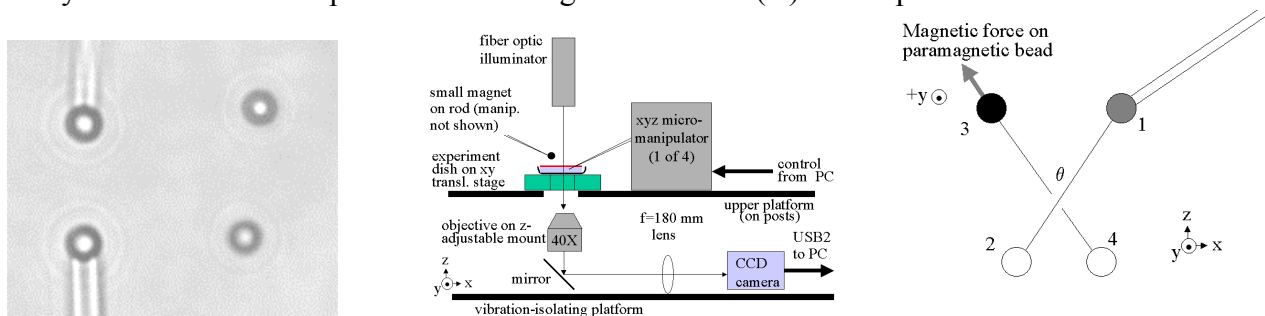 fiber optic
illuminator
small magnet
on rod (manip.
not shown)
experiment
dish on xy
transl. stage
xyz micro-
manipulator
(1 of 4)
control
from PC
upper platform
(on posts)
objective on z-
adjustable mount
40X
f=180 mm
lens
USB2
to PC
mirror
CCD
camera
z
y
x
vibration-isolating platform
Magnetic force on
paramagnetic bead
+y
3
1
θ
2
4
z
y
x